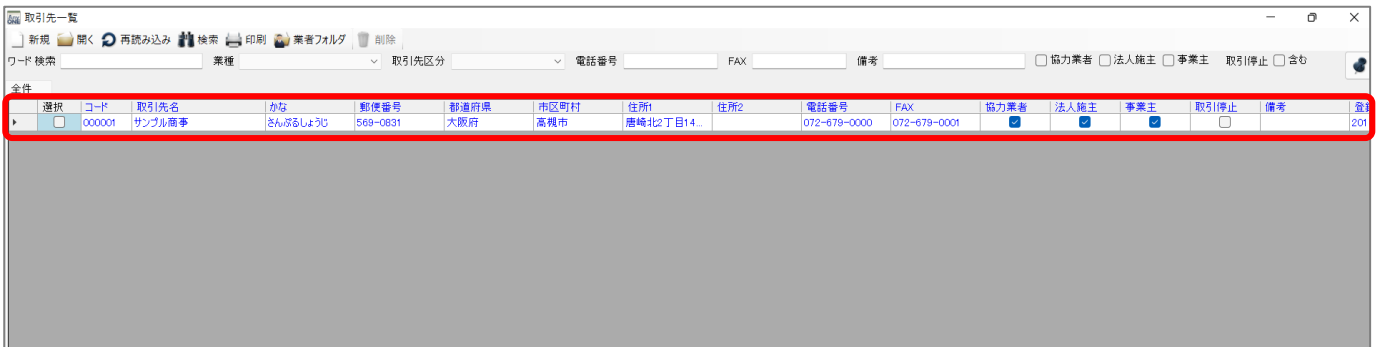 取引先一覧
新規 開く 再読み込み 検索 印刷 業者フォルダ 削除
ワード検索 業種 取引先区分 電話番号 FAX 備考 協力業者 法人施主 事業主 取引停止 含む
全件
選択 コード 取引先名 かな 郵便番号 都道府県 市区町村 住所1 住所2 電話番号 FAX 協力業者 法人施主 事業主 取引停止 備考
000001 サンプル商事 さんぷるしょうじ 569-0831 大阪府 高槻市 唐崎北2丁目14... 072-679-0000 072-679-0001 201